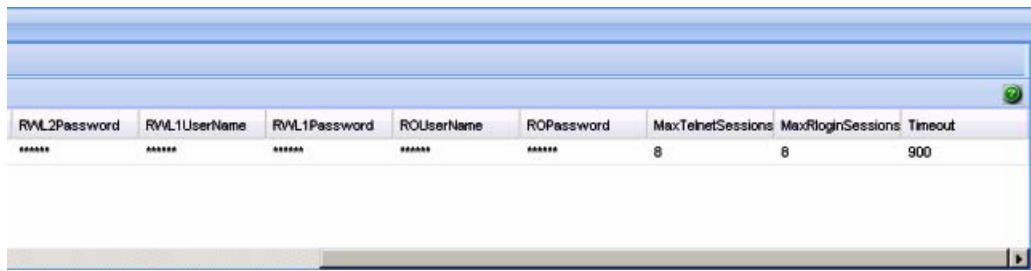 RWL2Password RWL1UserName RWL1Password ROUserName ROPassword MaxTelnetSessions MaxRloginSessions Timeout
****** ****** ****** ****** ****** 8 8 900